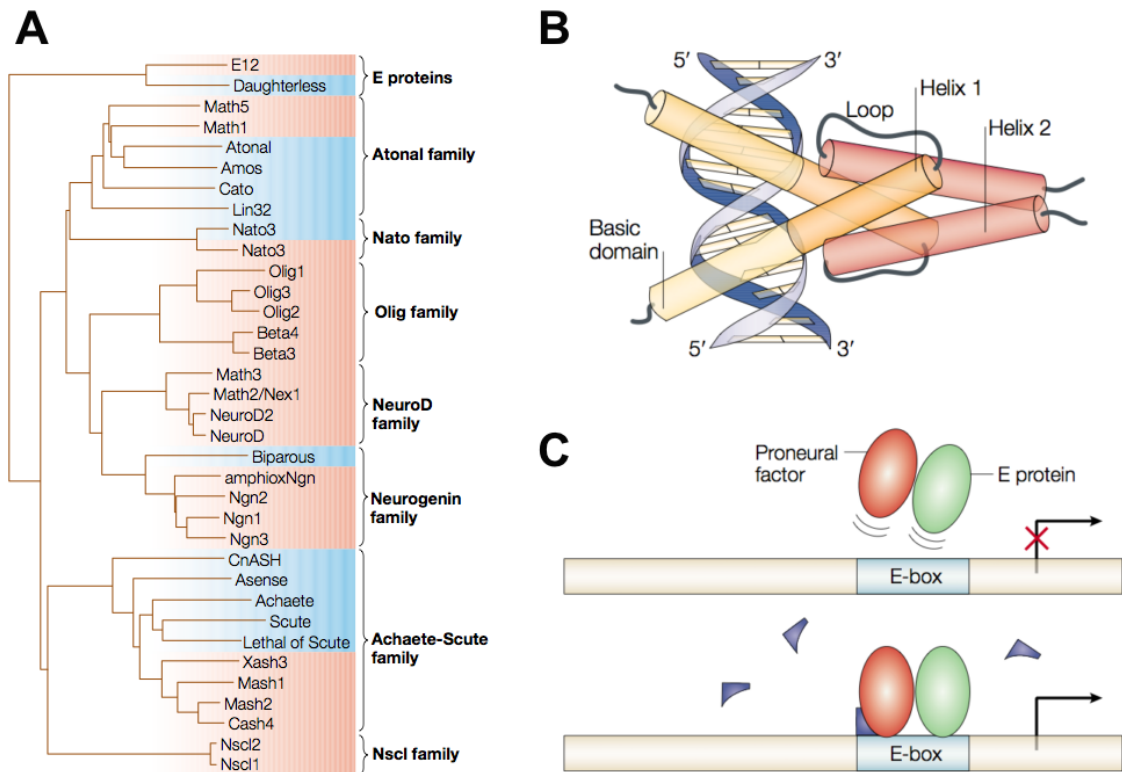 A
E12
Daughterless
E proteins
Math5
Math1
Atonal
Amos
Cato
Lin32
Atonal family
Nato3
Nato3
Nato family
Olig1
Olig3
Olig2
Beta4
Beta3
Olig family
Math3
Math2/Nex1
NeuroD2
NeuroD
NeuroD
family
Biparous
amphioxNgn
Ngn2
Ngn1
Ngn3
Neurogenin
family
CnASH
Asense
Achaete
Scute
Lethal of Scute
Xash3
Mash1
Mash2
Cash4
Achaete-Scute
family
Nscl2
Nscl1
Nscl family
B
5′
3′
Helix 1
Loop
Helix 2
Basic
domain
5′
3′
C
Proneural
factor
E protein
E-box
E-box